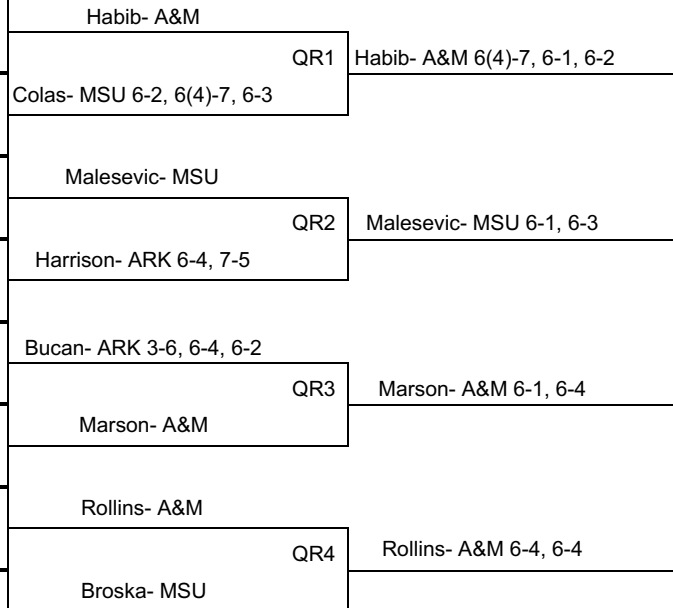 Habib- A&M
QR1
Habib- A&M 6(4)-7, 6-1, 6-2
Colas- MSU 6-2, 6(4)-7, 6-3
Malesevic- MSU
QR2
Malesevic- MSU 6-1, 6-3
Harrison- ARK 6-4, 7-5
Bucan- ARK 3-6, 6-4, 6-2
QR3
Marson- A&M 6-1, 6-4
Marson- A&M
Rollins- A&M
QR4
Rollins- A&M 6-4, 6-4
Broska- MSU